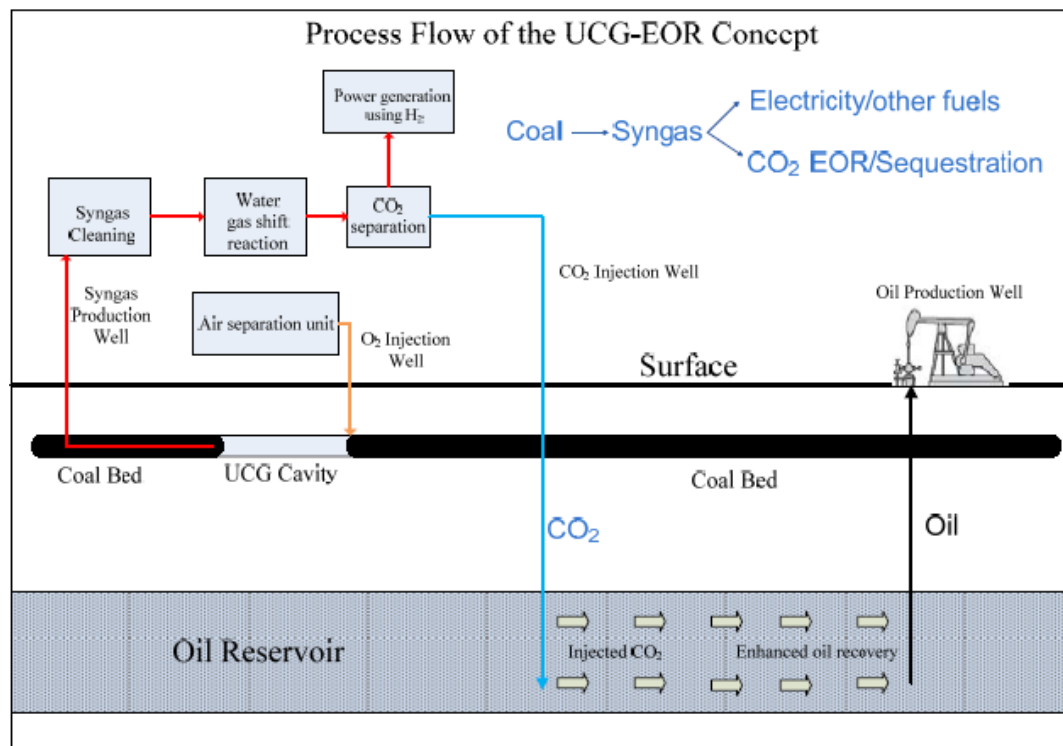 Process Flow of the UCG-EOR Concept
Power generation
using H₂
Coal
Syngas
Electricity/other fuels
CO₂ EOR/Sequestration
Syngas
Cleaning
Water
gas shift
reaction
CO₂
separation
CO₂ Injection Well
Syngas
Production
Well
Air separation unit
O₂ Injection
Well
Oil Production Well
Surface
Coal Bed
UCG Cavity
Coal Bed
CO₂
Oil
Oil Reservoir
Injected CO₂
Enhanced oil recovery